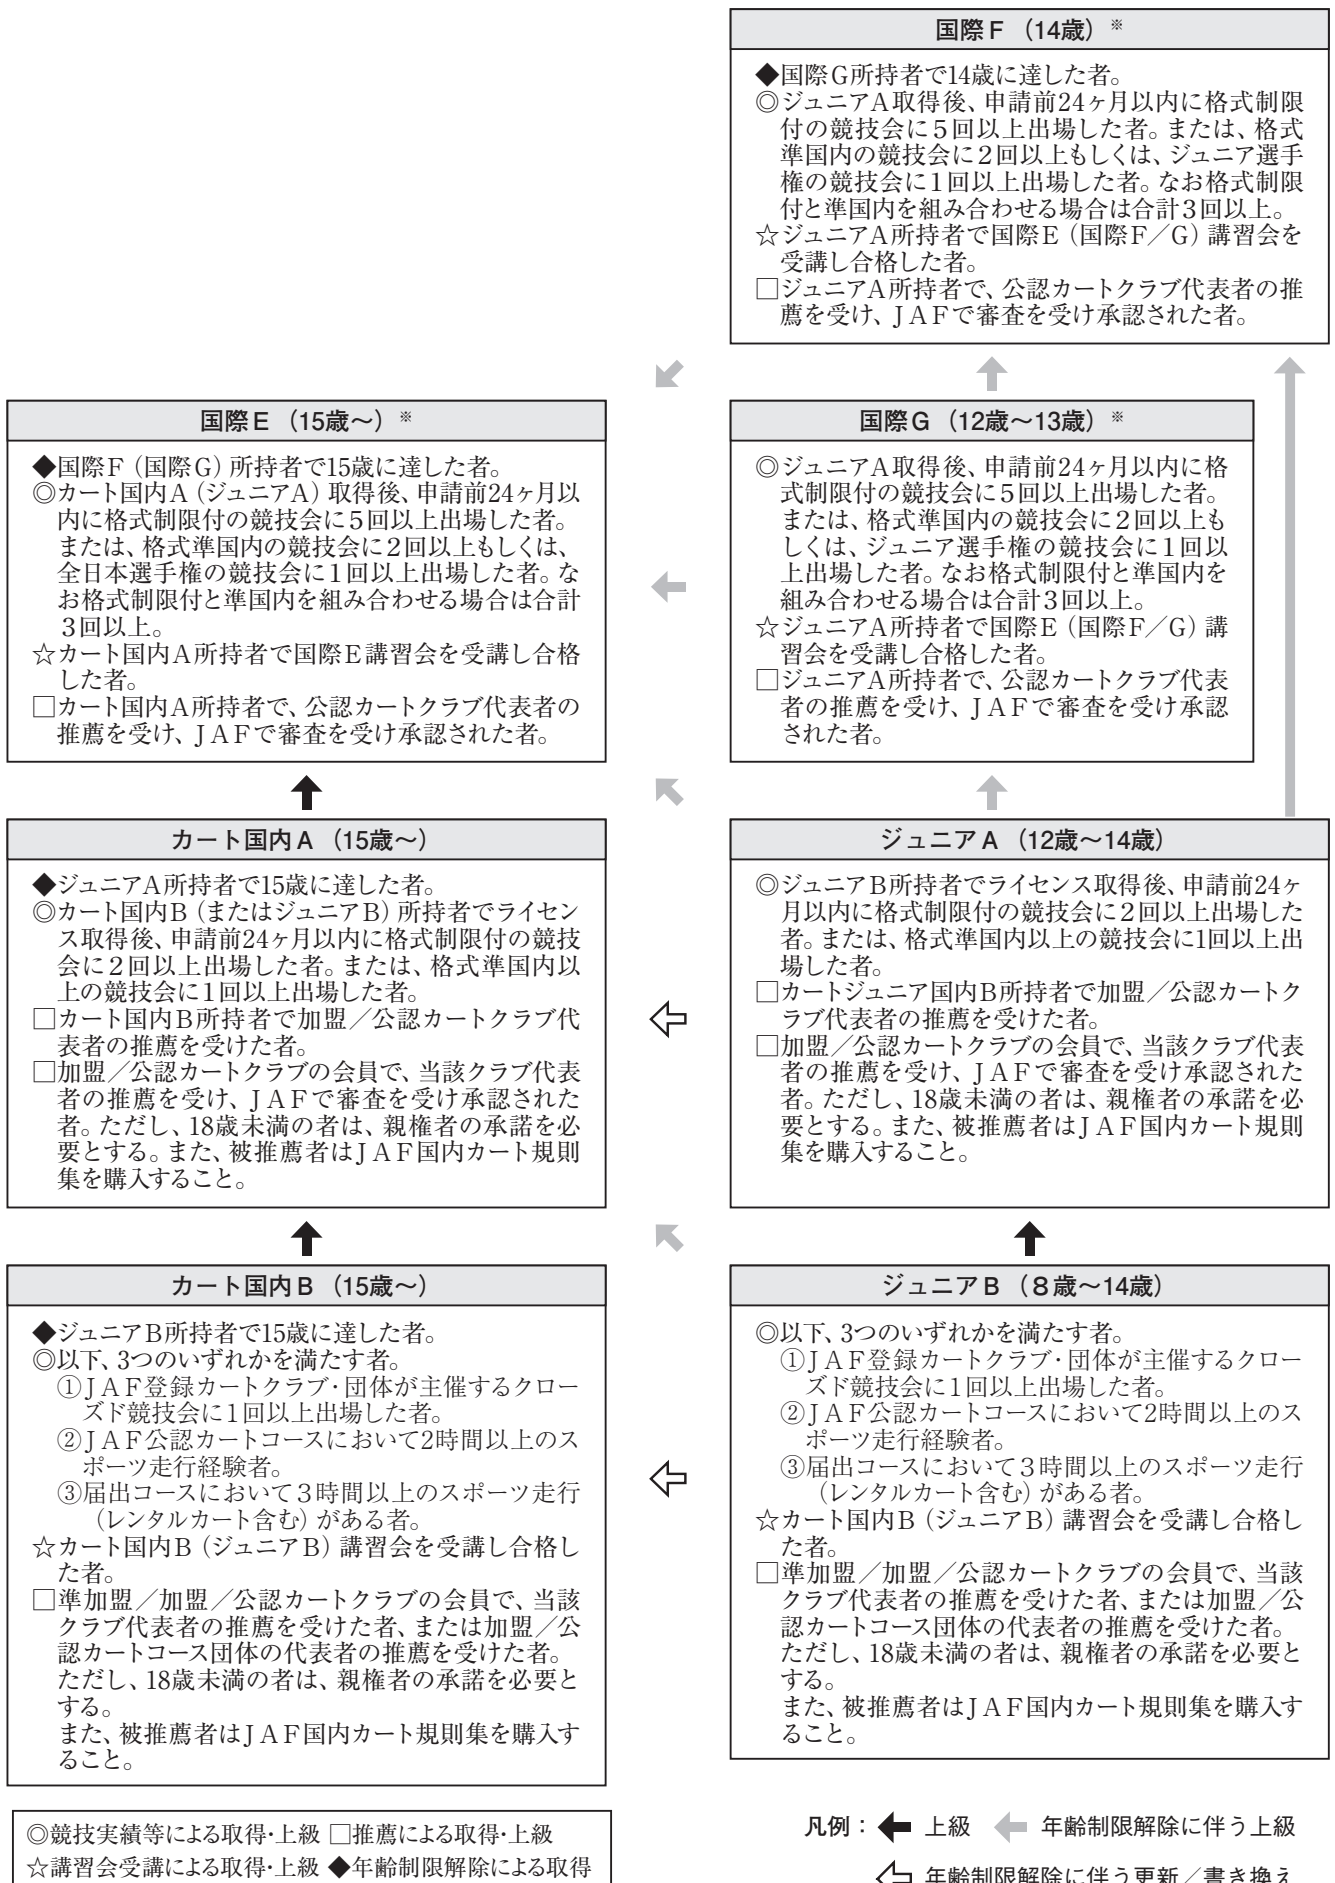 国際F（14歳）※
◆国際G所持者で14歳に達した者。
◎ジュニアA取得後、申請前24ヶ月以内に格式制限
付の競技会に5回以上出場した者。または、格式
準国内の競技会に2回以上もしくは、ジュニア選手
権の競技会に1回以上出場した者。なお格式制限
付と準国内を組み合わせる場合は合計3回以上。
☆ジュニアA所持者で国際E（国際F／G）講習会を
受講し合格した者。
□ジュニアA所持者で、公認カートクラブ代表者の推
薦を受け、JAFで審査を受け承認された者。
国際E（15歳～）※
◆国際F（国際G）所持者で15歳に達した者。
◎カート国内A（ジュニアA）取得後、申請前24ヶ月以
内に格式制限付の競技会に5回以上出場した者。
または、格式準国内の競技会に2回以上もしくは、
全日本選手権の競技会に1回以上出場した者。な
お格式制限付と準国内を組み合わせる場合は合計
3回以上。
☆カート国内A所持者で国際E講習会を受講し合格
した者。
□カート国内A所持者で、公認カートクラブ代表者の
推薦を受け、JAFで審査を受け承認された者。
国際G（12歳～13歳）※
◎ジュニアA取得後、申請前24ヶ月以内に格
式制限付の競技会に5回以上出場した者。
または、格式準国内の競技会に2回以上も
しくは、ジュニア選手権の競技会に1回以
上出場した者。なお格式制限付と準国内を
組み合わせる場合は合計3回以上。
☆ジュニアA所持者で国際E（国際F／G）講
習会を受講し合格した者。
□ジュニアA所持者で、公認カートクラブ代表
者の推薦を受け、JAFで審査を受け承認
された者。
カート国内A（15歳～）
◆ジュニアA所持者で15歳に達した者。
◎カート国内B（またはジュニアB）所持者でライセン
ス取得後、申請前24ヶ月以内に格式制限付の競技
会に2回以上出場した者。または、格式準国内以
上の競技会に1回以上出場した者。
□カート国内B所持者で加盟／公認カートクラブ代
表者の推薦を受けた者。
□加盟／公認カートクラブの会員で、当該クラブ代表
者の推薦を受け、JAFで審査を受け承認された
者。ただし、18歳未満の者は、親権者の承諾を必
要とする。また、被推薦者はJAF国内カート規則
集を購入すること。
ジュニアA（12歳～14歳）
◎ジュニアB所持者でライセンス取得後、申請前24ヶ
月以内に格式制限付の競技会に2回以上出場した
者。または、格式準国内以上の競技会に1回以上出
場した者。
□カートジュニア国内B所持者で加盟／公認カートク
ラブ代表者の推薦を受けた者。
□加盟／公認カートクラブの会員で、当該クラブ代表
者の推薦を受け、JAFで審査を受け承認された
者。ただし、18歳未満の者は、親権者の承諾を必
要とする。また、被推薦者はJAF国内カート規則
集を購入すること。
カート国内B（15歳～）
◆ジュニアB所持者で15歳に達した者。
◎以下、3つのいずれかを満たす者。
①JAF登録カートクラブ・団体が主催するクロー
ズド競技会に1回以上出場した者。
②JAF公認カートコースにおいて2時間以上のス
ポーツ走行経験者。
③届出コースにおいて3時間以上のスポーツ走行
（レンタルカート含む）がある者。
☆カート国内B（ジュニアB）講習会を受講し合格し
た者。
□準加盟／加盟／公認カートクラブの会員で、当該
クラブ代表者の推薦を受けた者、または加盟／公
認カートコース団体の代表者の推薦を受けた者。
ただし、18歳未満の者は、親権者の承諾を必要と
する。
また、被推薦者はJAF国内カート規則集を購入す
ること。
ジュニアB（8歳～14歳）
◎以下、3つのいずれかを満たす者。
①JAF登録カートクラブ・団体が主催するクロー
ズド競技会に1回以上出場した者。
②JAF公認カートコースにおいて2時間以上のス
ポーツ走行経験者。
③届出コースにおいて3時間以上のスポーツ走行
（レンタルカート含む）がある者。
☆カート国内B（ジュニアB）講習会を受講し合格し
た者。
□準加盟／加盟／公認カートクラブの会員で、当該
クラブ代表者の推薦を受けた者、または加盟／公
認カートコース団体の代表者の推薦を受けた者。
ただし、18歳未満の者は、親権者の承諾を必要と
する。
また、被推薦者はJAF国内カート規則集を購入す
ること。
◎競技実績等による取得・上級 □推薦による取得・上級
☆講習会受講による取得・上級 ◆年齢制限解除による取得
凡例： 上級 年齢制限解除に伴う上級
年齢制限解除に伴う更新／書き換え